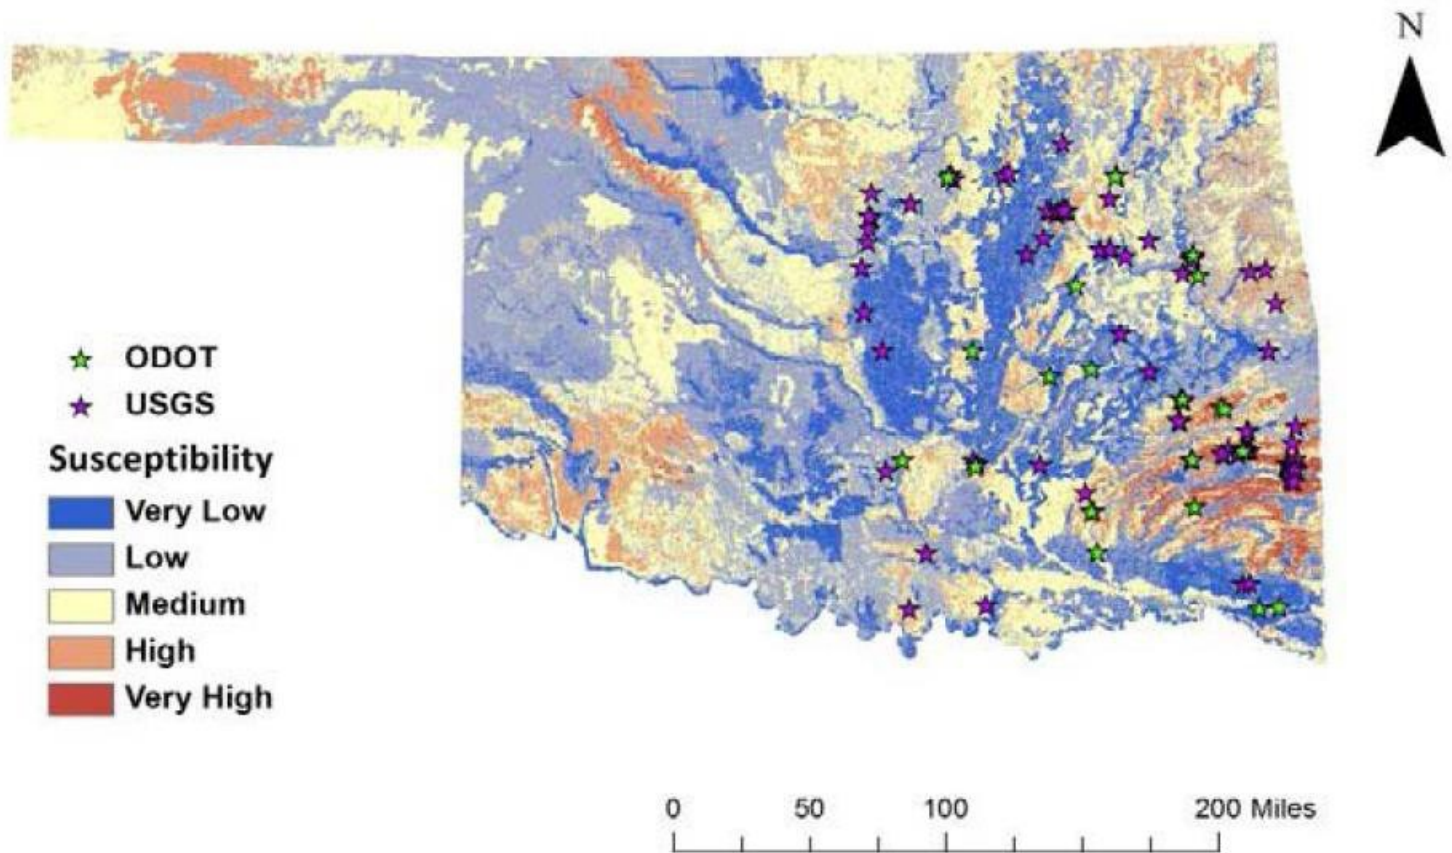 N
ODOT
USGS
Susceptibility
Very Low
Low
Medium
High
Very High
0 50 100 200 Miles